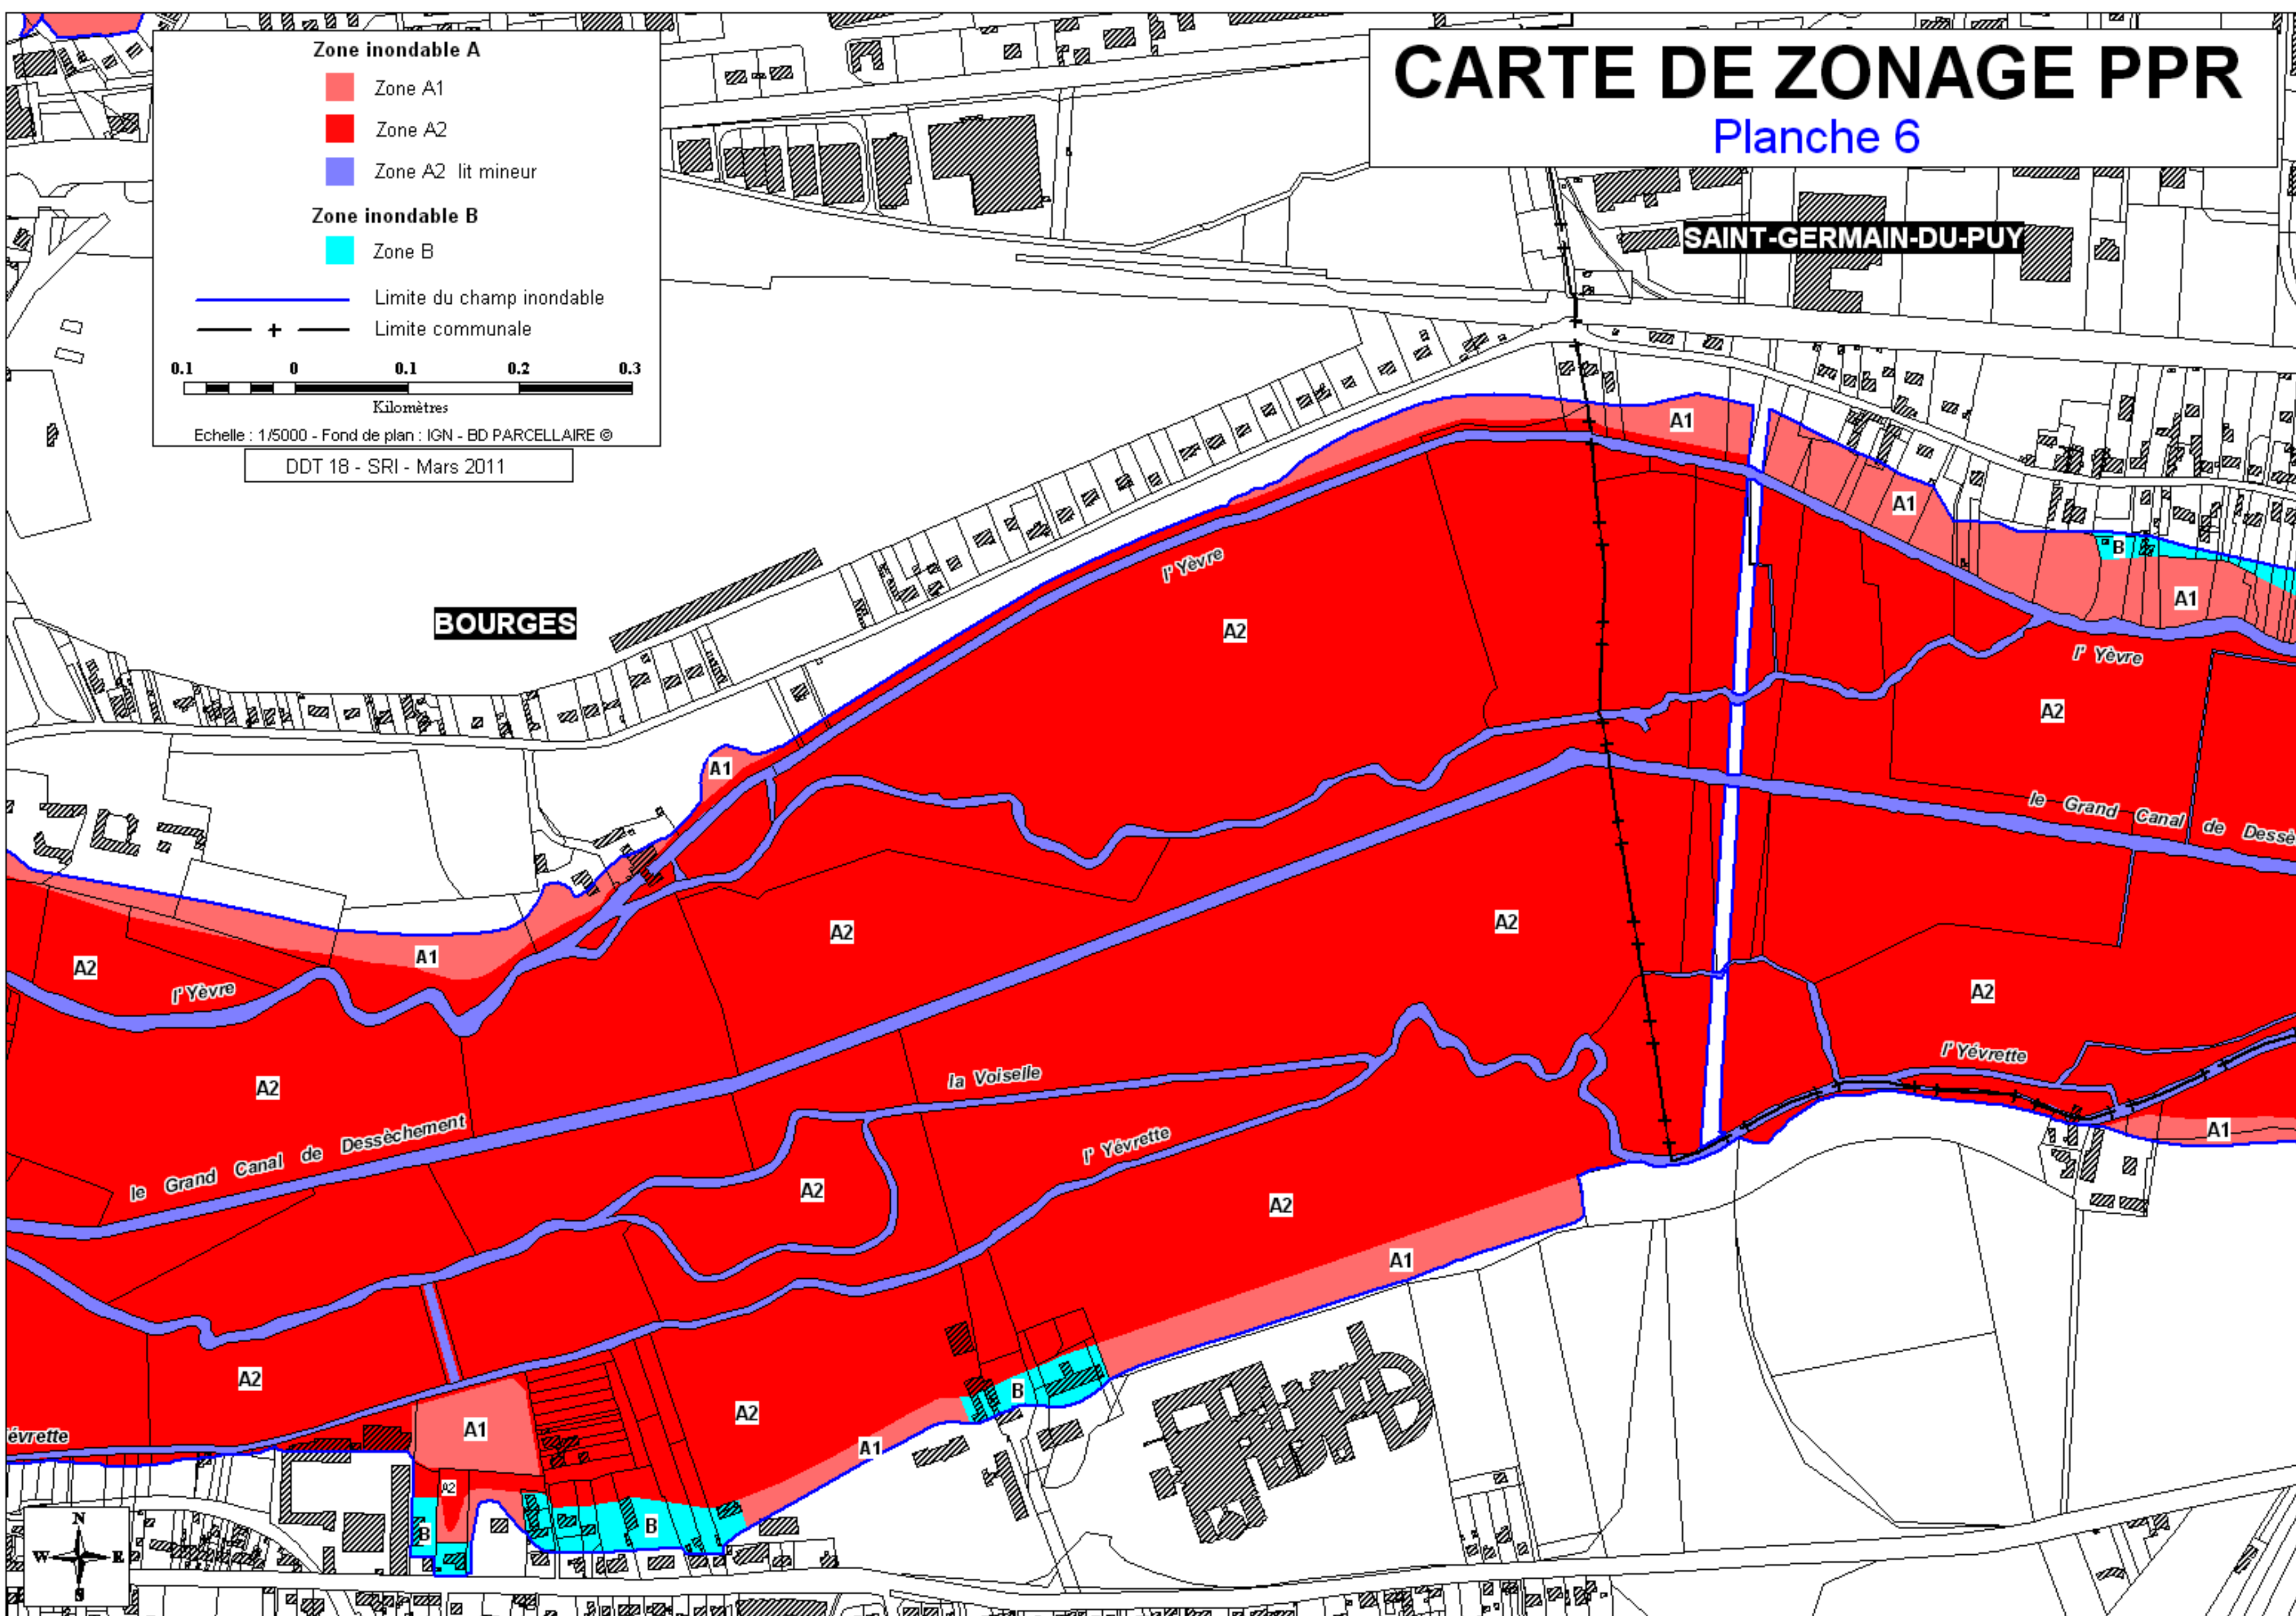 CARTE DE ZONAGE PPR
Planche 6
Zone inondable A
Zone A1
Zone A2
Zone A2 lit mineur
Zone inondable B
Zone B
Limite du champ inondable
Limite communale
0.1 0 0.1 0.2 0.3
Kilomètres
Echelle : 1/5000 - Fond de plan : IGN - BD PARCELLAIRE ©
DDT 18 - SRI - Mars 2011
SAINT-GERMAIN-DU-PUY
A1
A1
B
l' Yèvre
A1
BOURGES
A2
l' Yèvre
A2
A1
le Grand Canal de Dessè
A2
A2
A1
A2
l' Yèvre
A2
l' Yévrette
A2
la Voiselle
A1
le Grand Canal de Dessèchement
l' Yévrette
A2
A2
A1
A2
B
A2
A1
évrette
A1
A2
B
B
N
W E
S